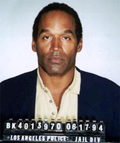 BK4013970 061794
LOS ANGELES POLICE JAIL DIV